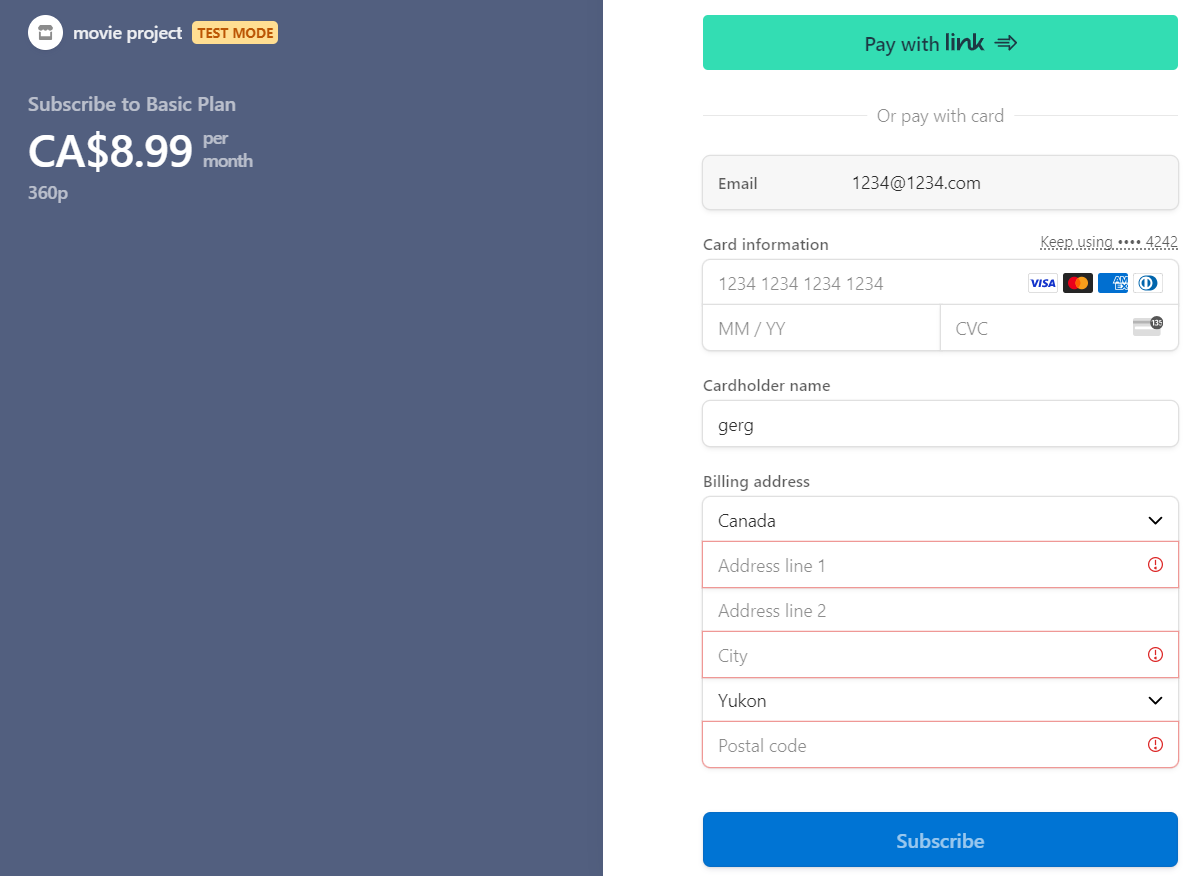 movie project TEST MODE
Subscribe to Basic Plan
CA$8.99 per
month
360p
Pay with link
Or pay with card
Email 1234@1234.com
Card information Keep using •••• 4242
1234 1234 1234 1234 VISA AM EX
MM / YY CVC 135
Cardholder name
gerg
Billing address
Canada
Address line 1
Address line 2
City
Yukon
Postal code
Subscribe